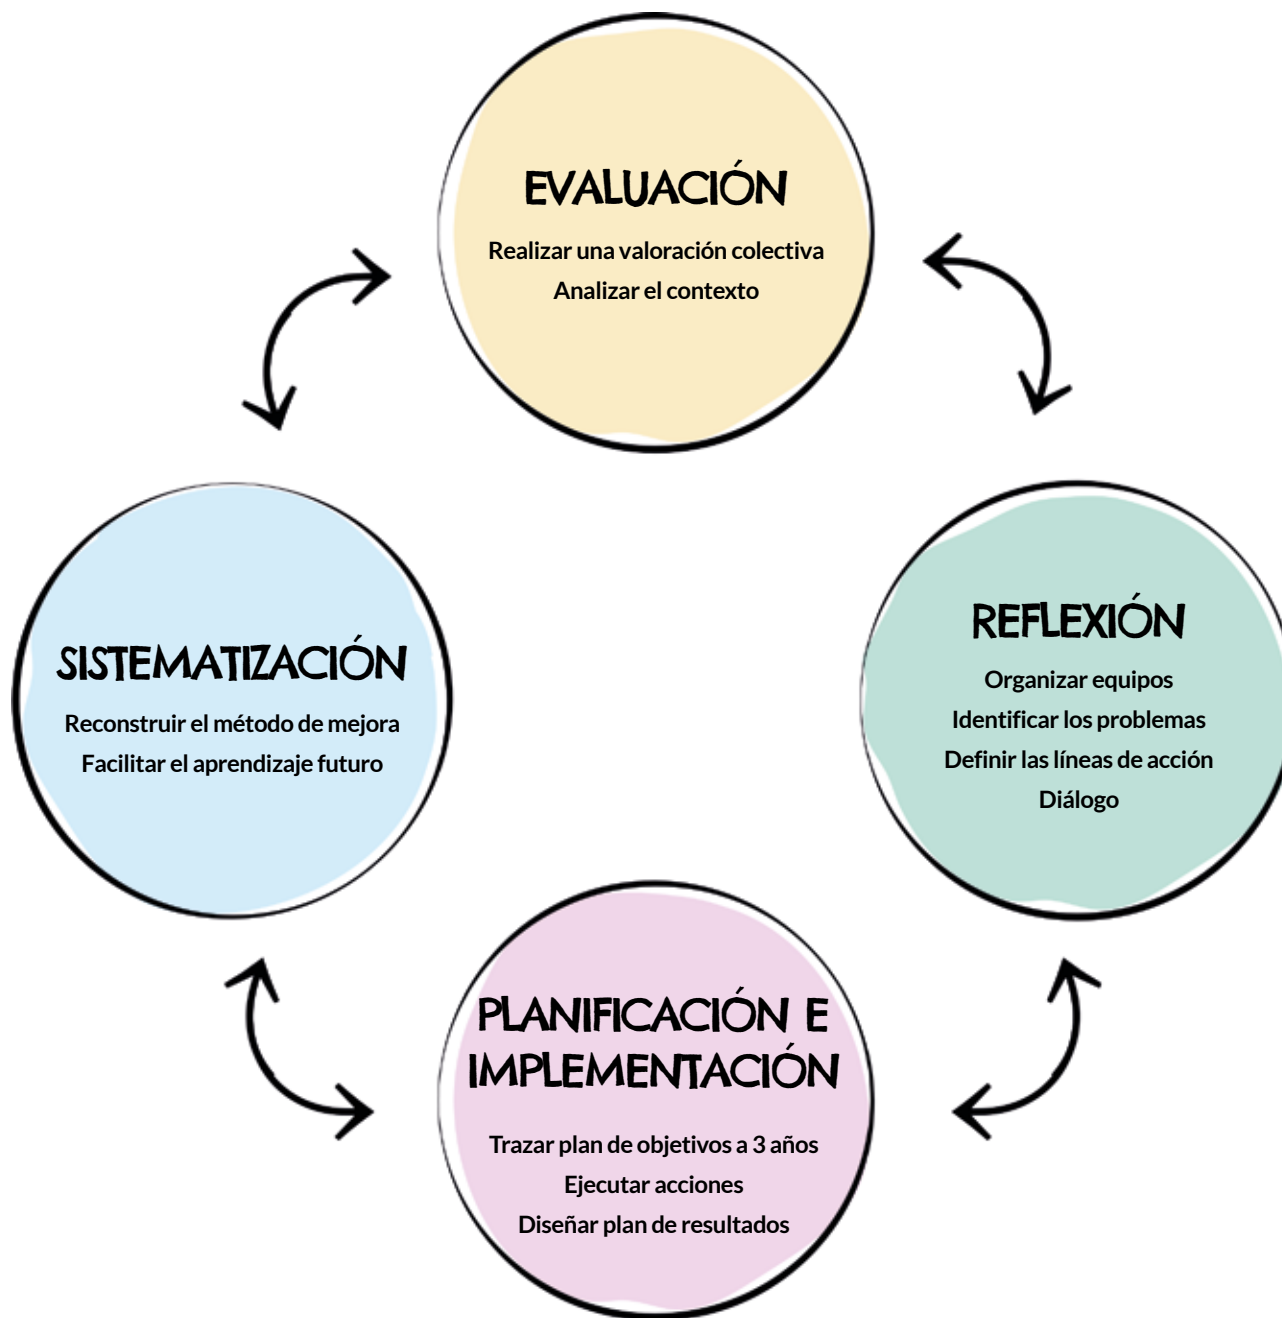 EVALUACIÓN
Realizar una valoración colectiva
Analizar el contexto
SISTEMATIZACIÓN
Reconstruir el método de mejora
Facilitar el aprendizaje futuro
REFLEXIÓN
Organizar equipos
Identificar los problemas
Definir las líneas de acción
Diálogo
PLANIFICACIÓN E
IMPLEMENTACIÓN
Trazar plan de objetivos a 3 años
Ejecutar acciones
Diseñar plan de resultados